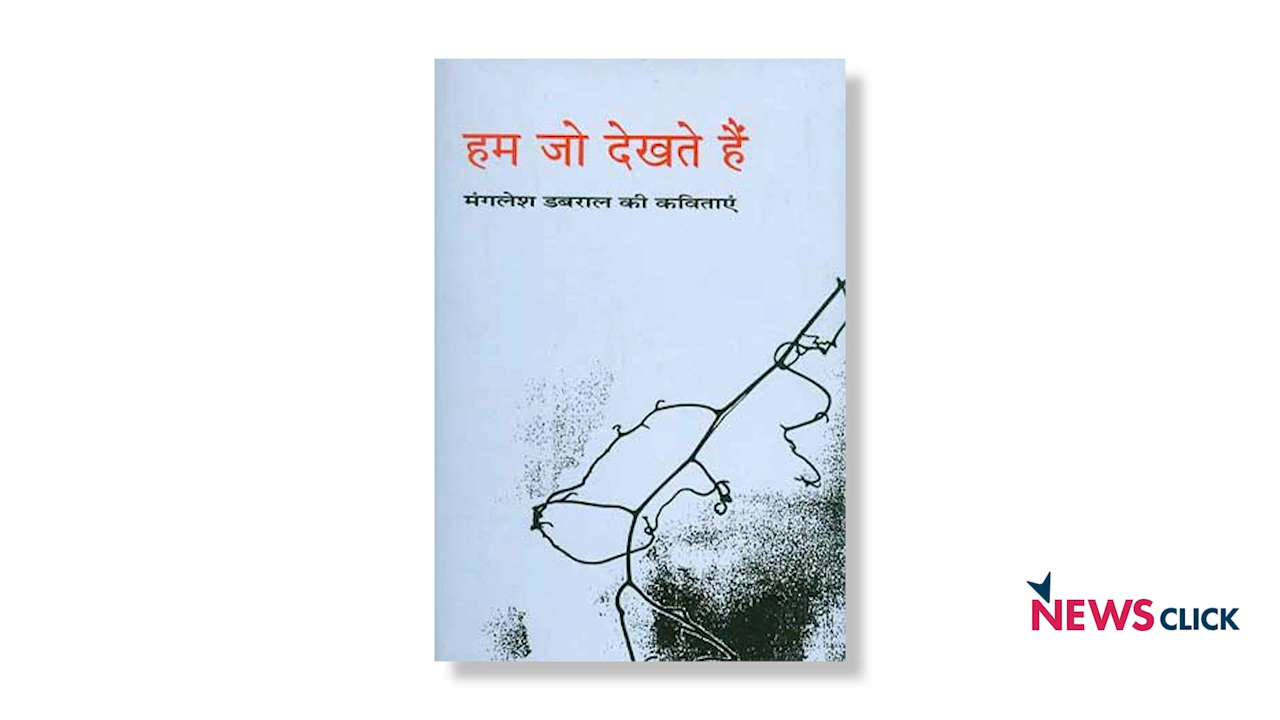 हम जो देखते हैं
मंगलेश डबराल की कविताएं
NEWSCLICK